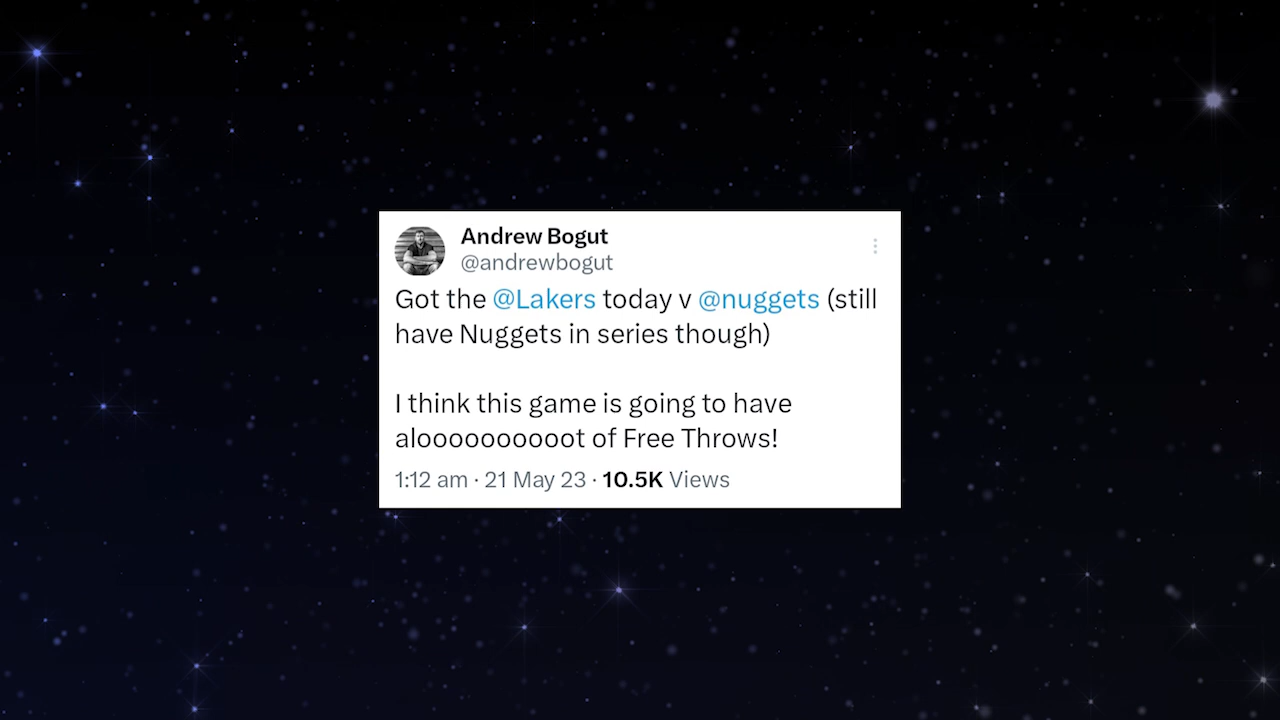 Andrew Bogut
@andrewbogut
Got the @Lakers today v @nuggets (still
have Nuggets in series though)
I think this game is going to have
aloooooooooot of Free Throws!
1:12 am · 21 May 23 · 10.5K Views